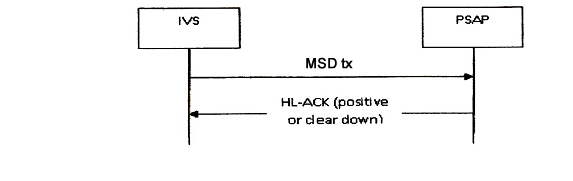 IVS
PSAP
MSD tx
HL-ACK (positive
or clear down)